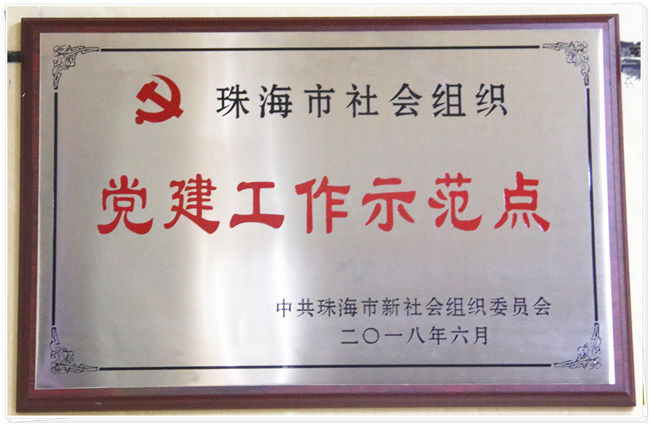 珠海市社会组织
党建工作示范点
中共珠海市新社会组织委员会
二〇一八年六月